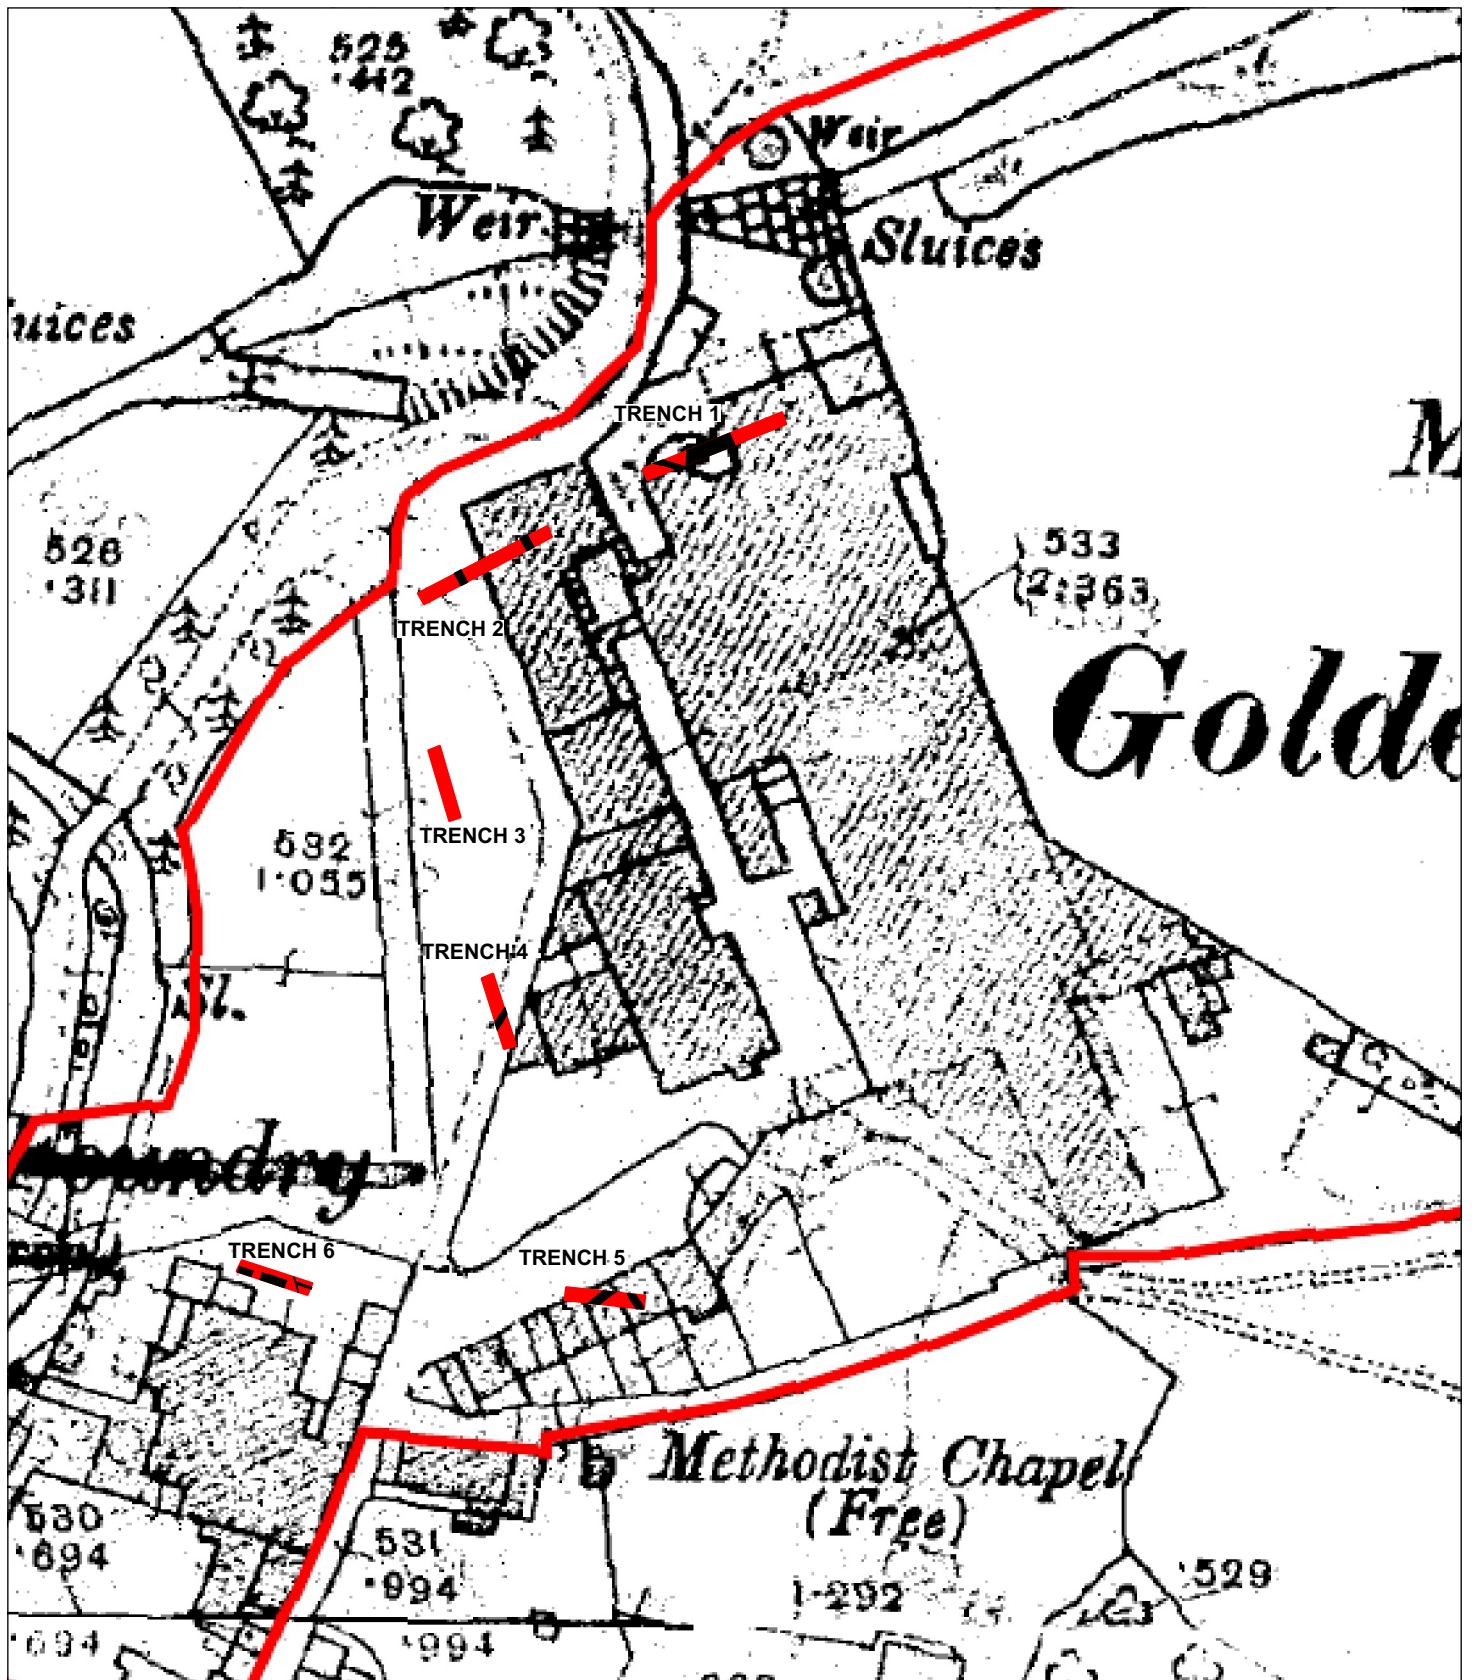 525
·442
Weir
Weir
Sluices
uices
TRENCH 1
M
528
·311
533
2·363
TRENCH 2
Golde
TRENCH 3
532
1·055
TRENCH 4
Sl.
oundry
TRENCH 6
TRENCH 5
Methodist Chapel
(Free)
530
·694
531
·994
1·292
·529
·694
·994